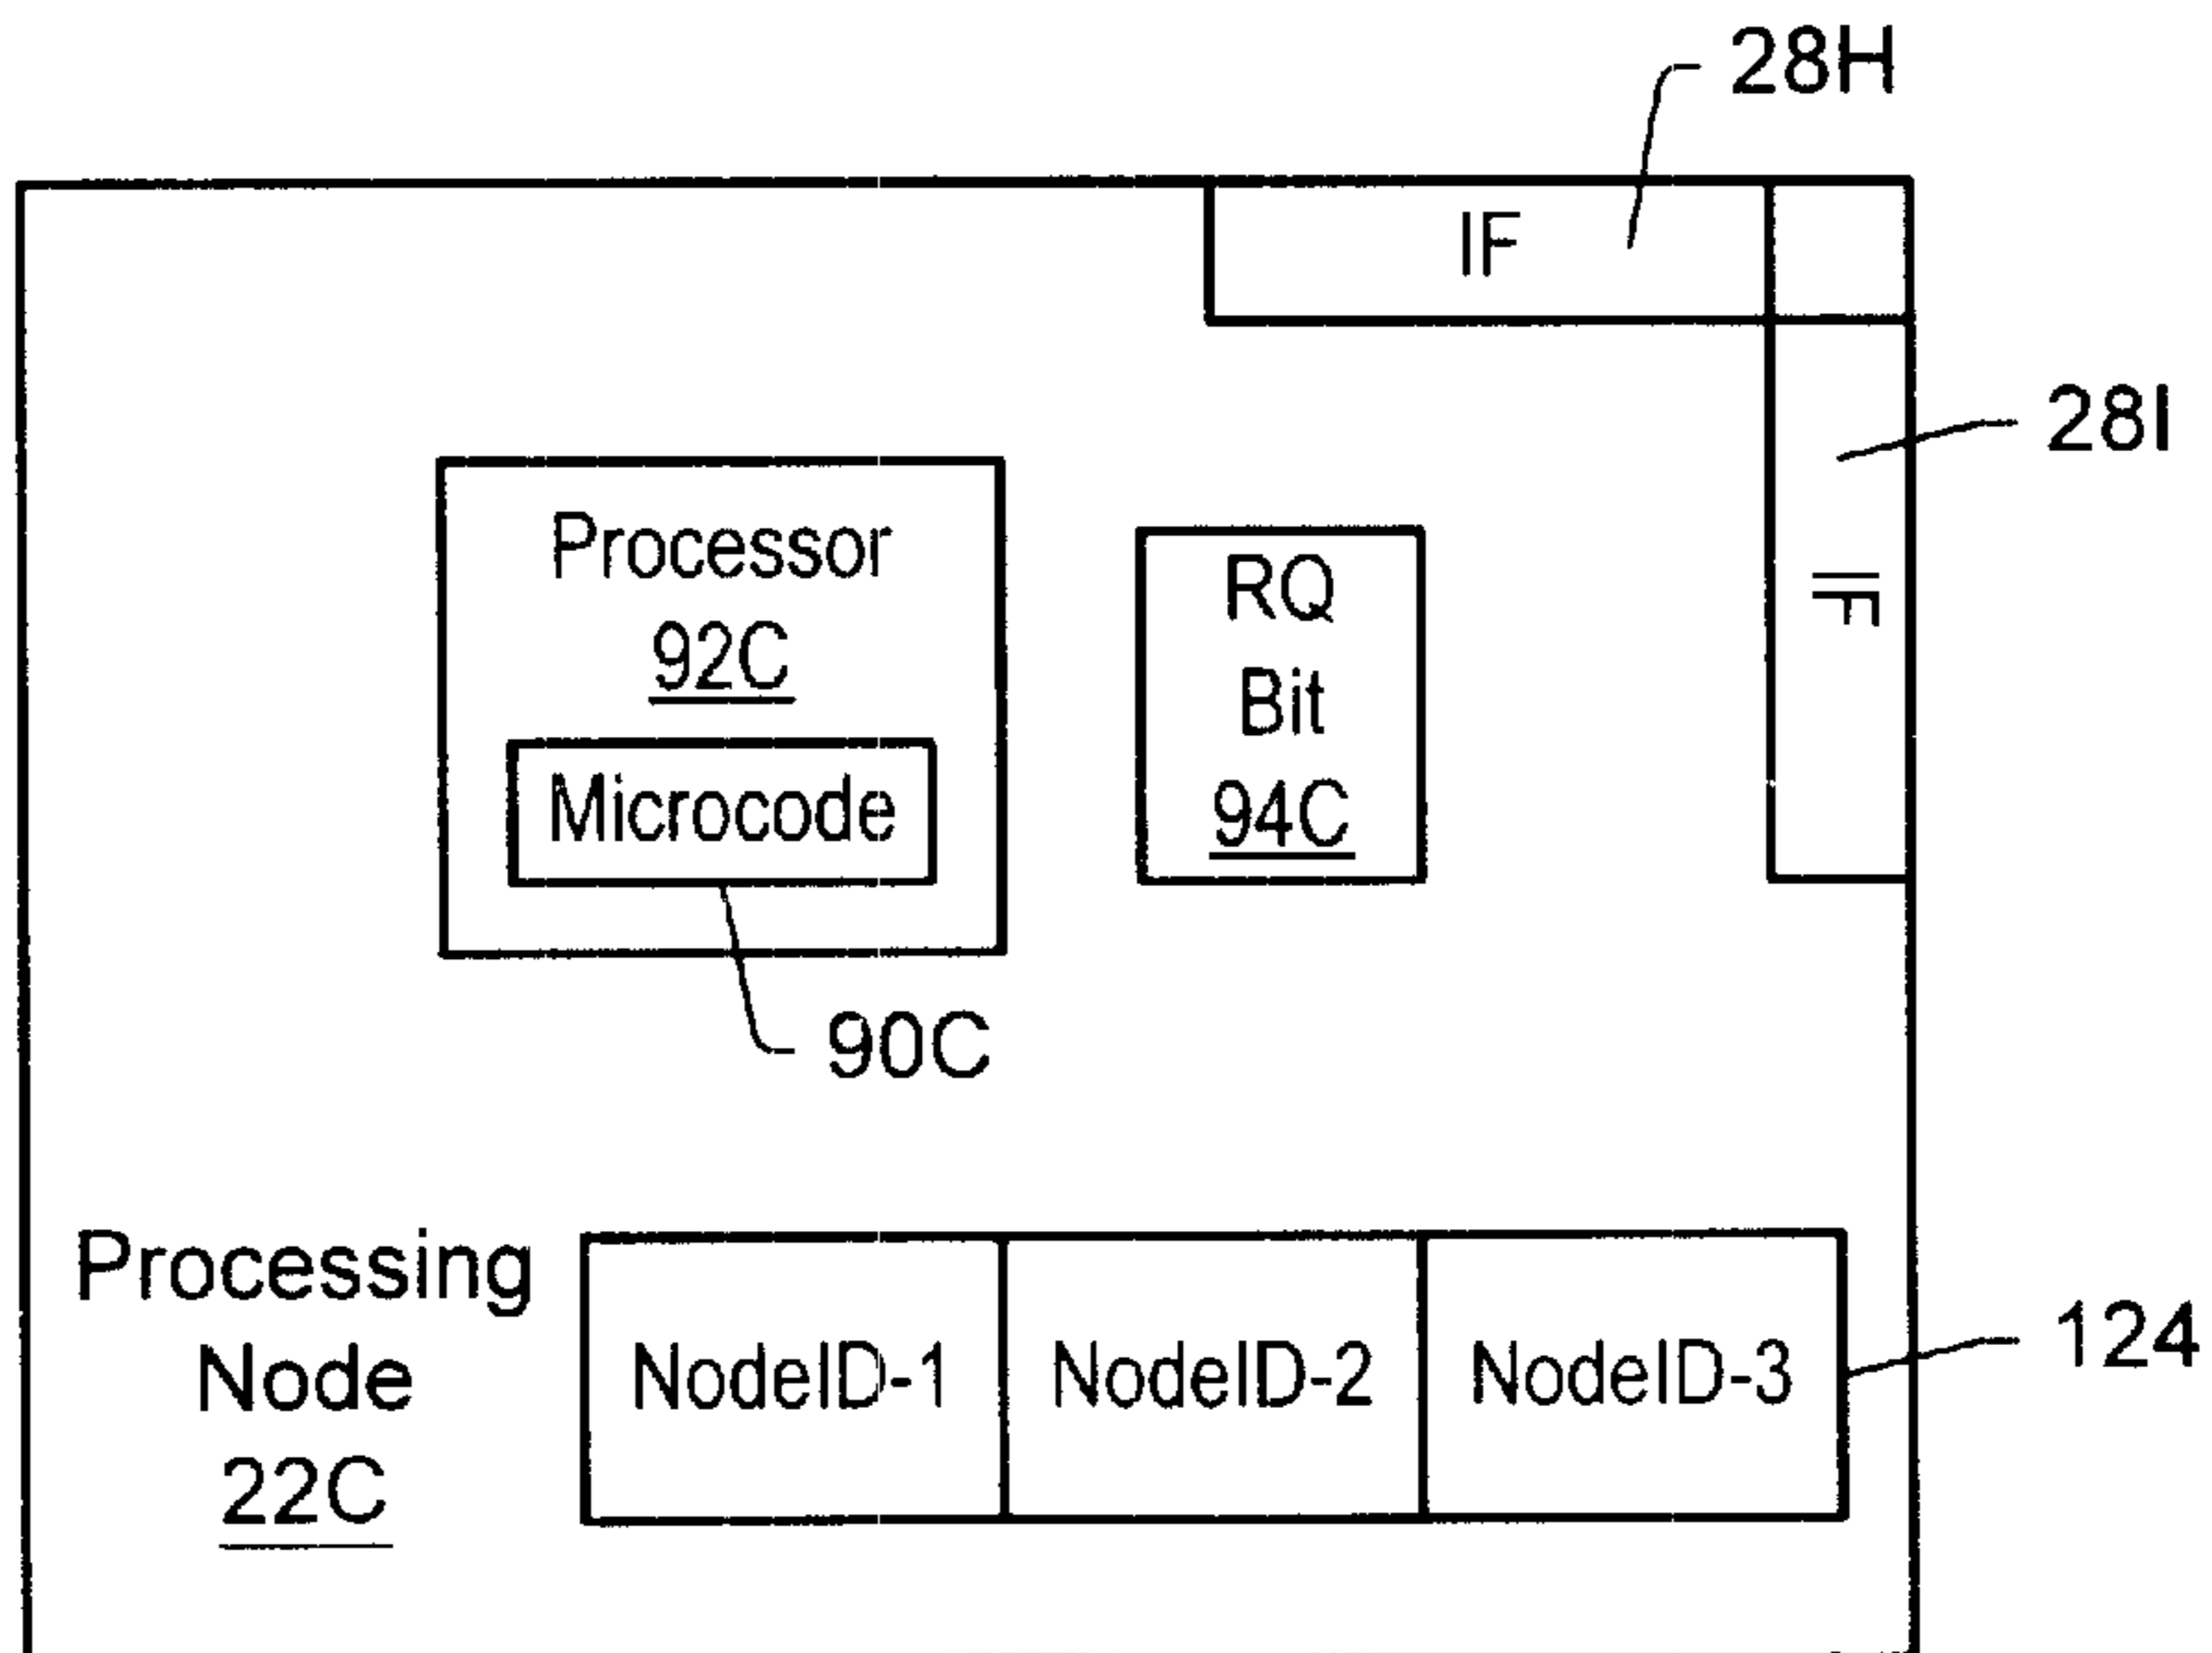 28H
IF
28I
IF
Processor
92C
Microcode
90C
RQ
Bit
94C
Processing
Node
22C
NodeID-1 NodeID-2 NodeID-3
124